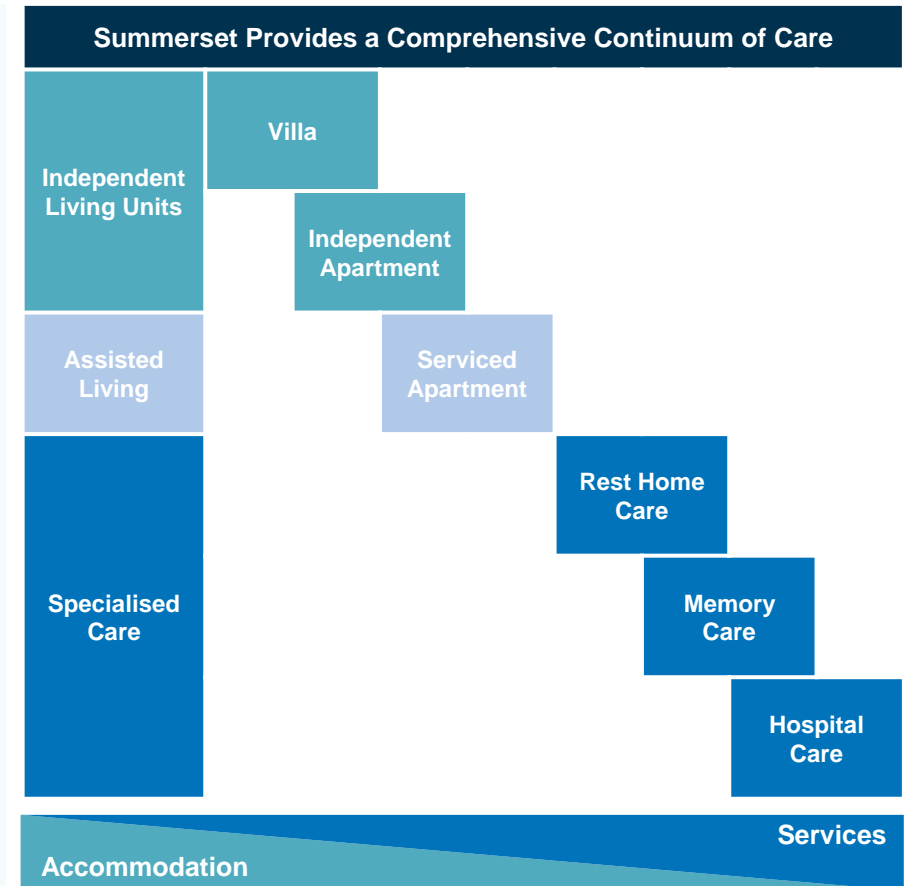 Summerset Provides a Comprehensive Continuum of Care
Independent
Living Units
Villa
Independent
Apartment
Assisted
Living
Serviced
Apartment
Specialised
Care
Rest Home
Care
Memory
Care
Hospital
Care
Services
Accommodation